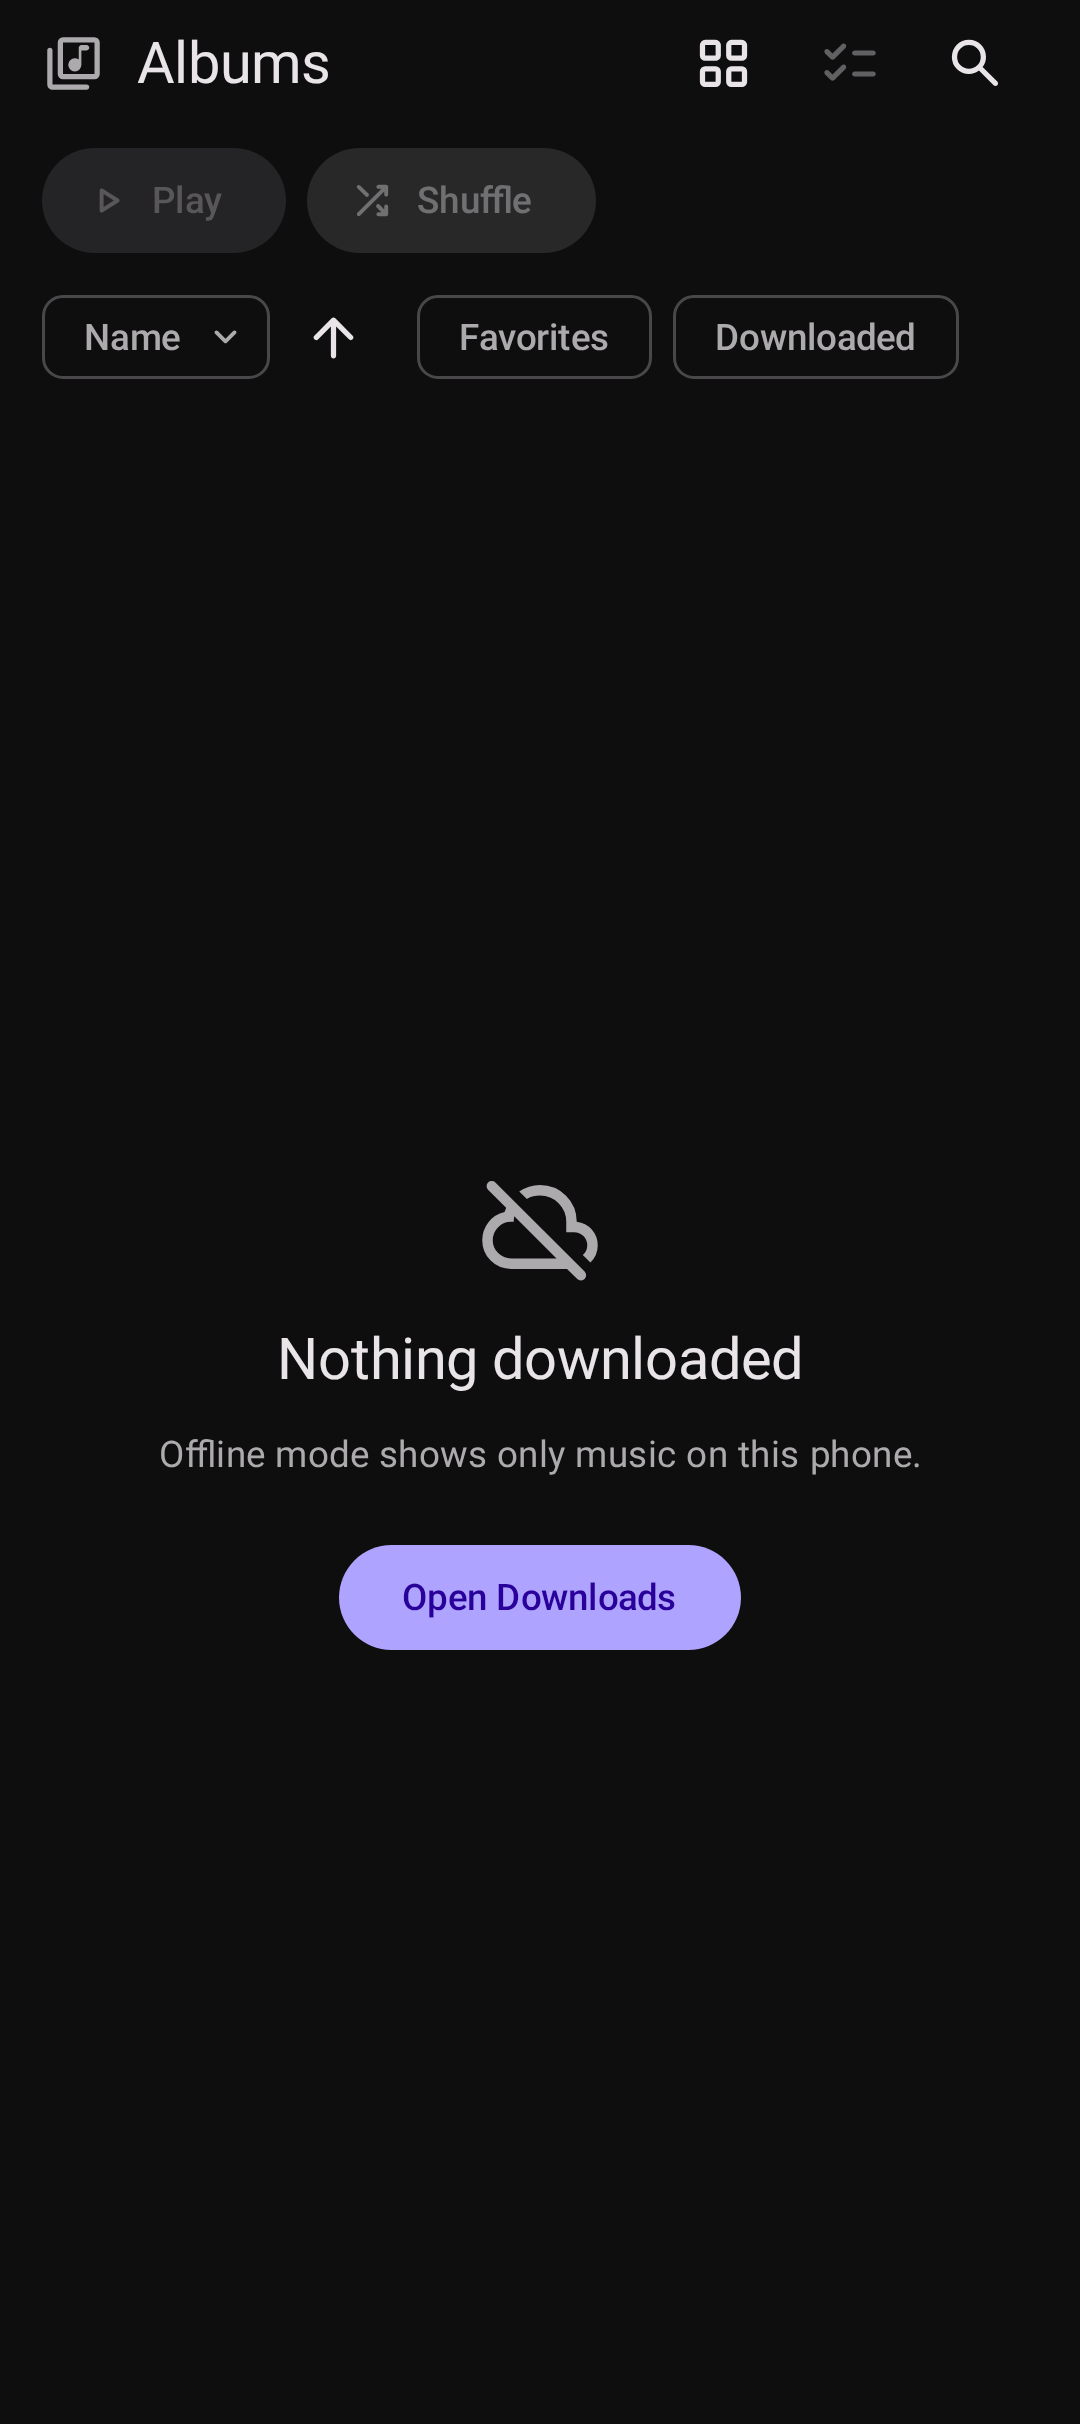 Albums
Play
Shuffle
Name
Favorites
Downloaded
Nothing downloaded
Offline mode shows only music on this phone.
Open Downloads